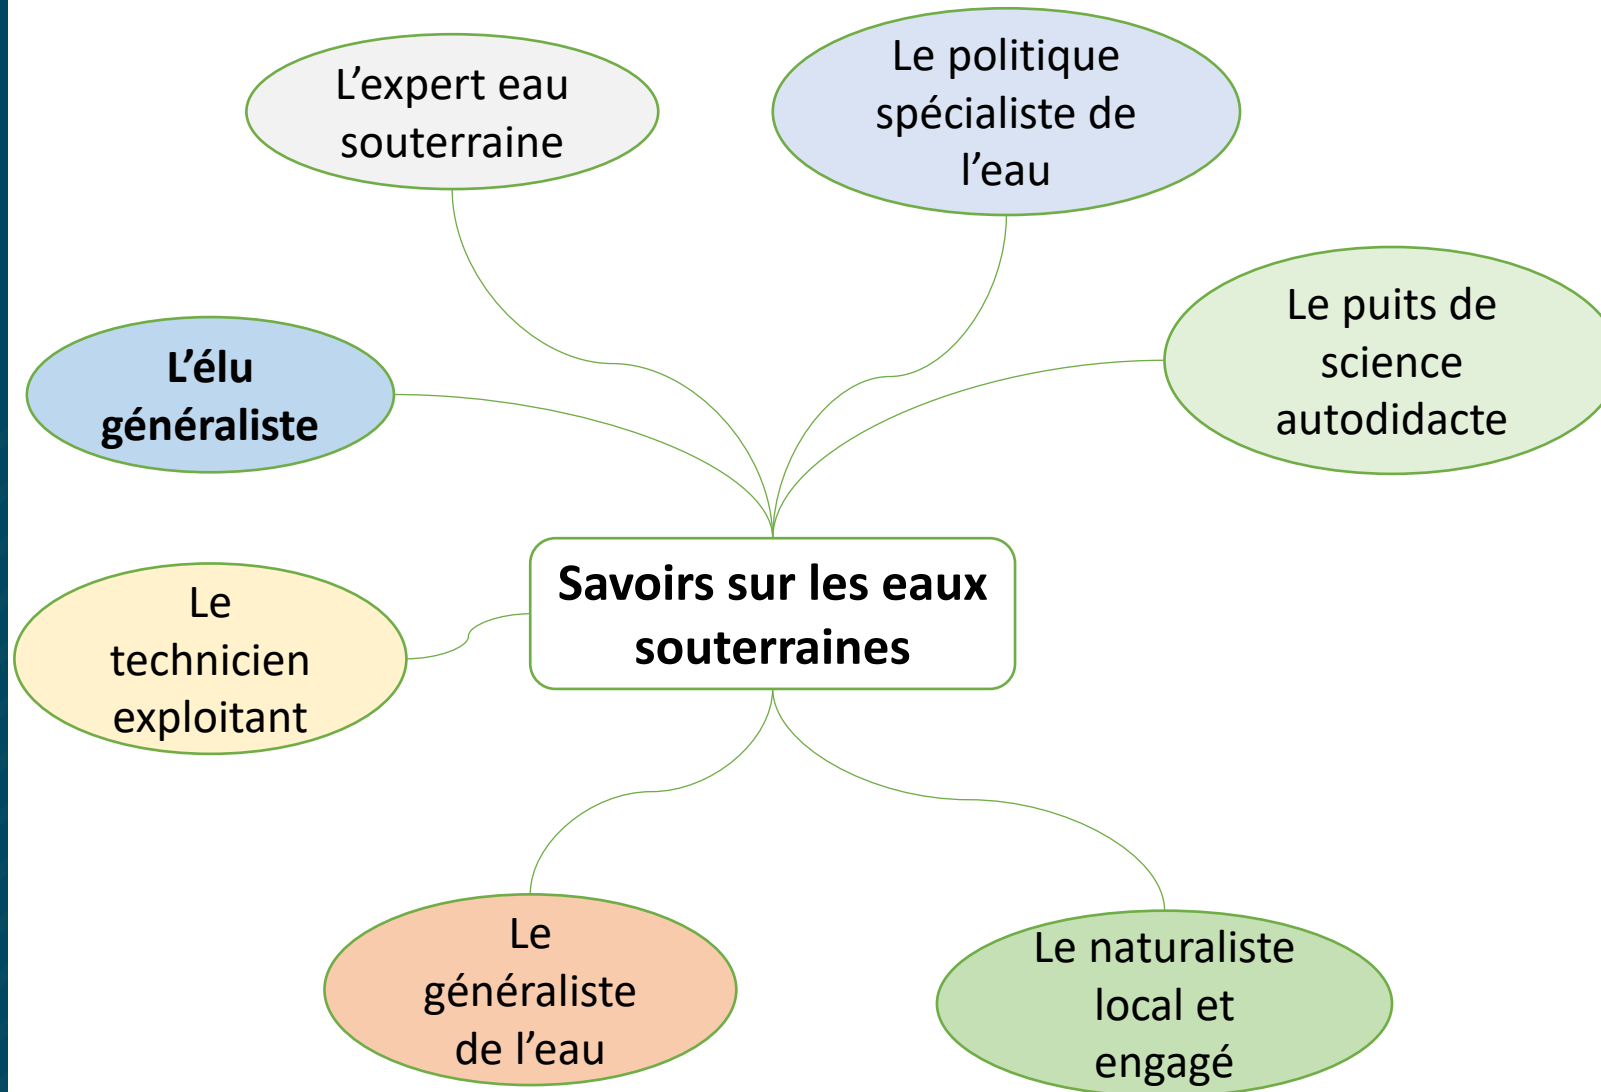 L’expert eau
souterraine
Le politique
spécialiste de
l’eau
Le puits de
science
autodidacte
L’élu
généraliste
Savoirs sur les eaux
souterraines
Le
technicien
exploitant
Le
généraliste
de l’eau
Le naturaliste
local et
engagé